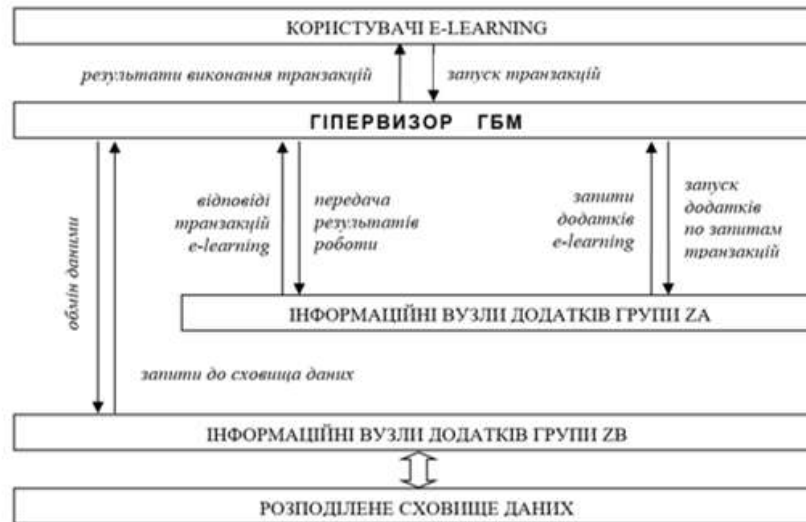 КОРИСТУВАЧІ E-LEARNING
результати виконання транзакцій
запуск транзакцій
ГІПЕРВИЗОР ГБМ
обмін даними
відповіді
транзакцій
e-learning
передача
результатів
роботи
запити
додатків
e-learning
запуск
додатків
по запитам
транзакцій
ІНФОРМАЦІЙНІ ВУЗЛИ ДОДАТКІВ ГРУПИ ZA
запити до сховища даних
ІНФОРМАЦІЙНІ ВУЗЛИ ДОДАТКІВ ГРУПИ ZB
РОЗПОДІЛЕНЕ СХОВИЩЕ ДАНИХ